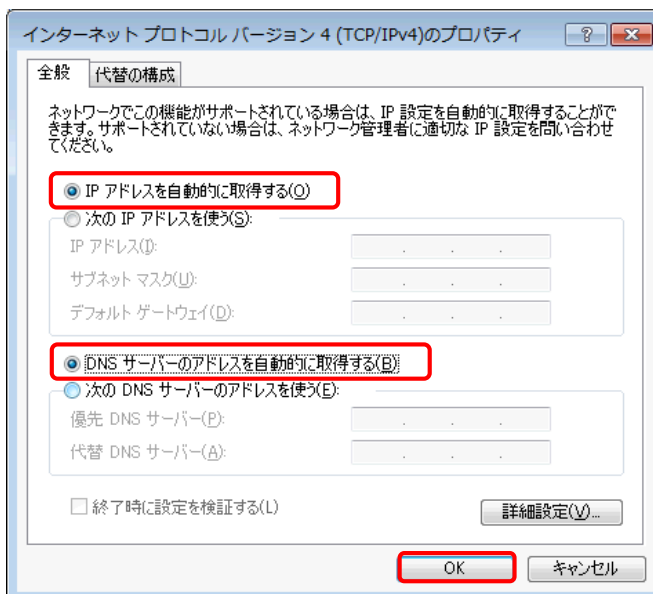 インターネット プロトコル バージョン 4 (TCP/IPv4)のプロパティ
全般
代替の構成
ネットワークでこの機能がサポートされている場合は、IP 設定を自動的に取得することがで
きます。サポートされていない場合は、ネットワーク管理者に適切な IP 設定を問い合わせ
てください。
IP アドレスを自動的に取得する(O)
次の IP アドレスを使う(S):
IP アドレス(I):
サブネット マスク(U):
デフォルト ゲートウェイ(D):
DNS サーバーのアドレスを自動的に取得する(B)
次の DNS サーバーのアドレスを使う(E):
優先 DNS サーバー(P):
代替 DNS サーバー(A):
終了時に設定を検証する(L)
詳細設定(V)...
OK
キャンセル